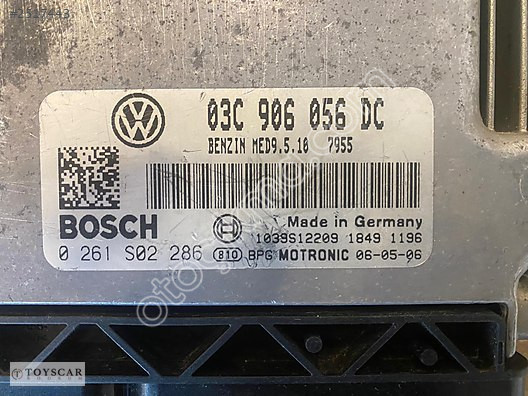 03C 906 056 DC
BENZIN MED9.5.10 7955
BOSCH
Made in Germany
0 261 S02 286
1039S12209 1849 1196
B10 BPG MOTRONIC 06-05-06
TOYSCAR